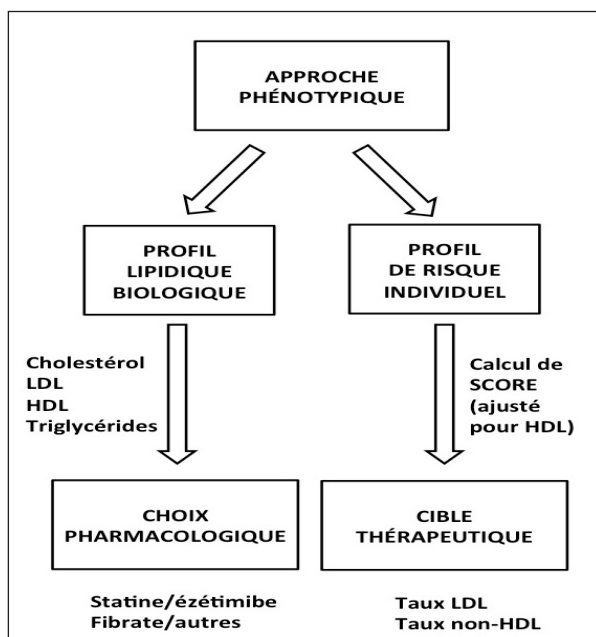 APPROCHE
PHÉNOTYPIQUE
PROFIL
LIPIDIQUE
BIOLOGIQUE
PROFIL
DE RISQUE
INDIVIDUEL
Cholestérol
LDL
HDL
Triglycérides
Calcul de
SCORE
(ajusté
pour HDL)
CHOIX
PHARMACOLOGIQUE
CIBLE
THÉRAPEUTIQUE
Statine/ézétimibe
Fibrate/autres
Taux LDL
Taux non-HDL